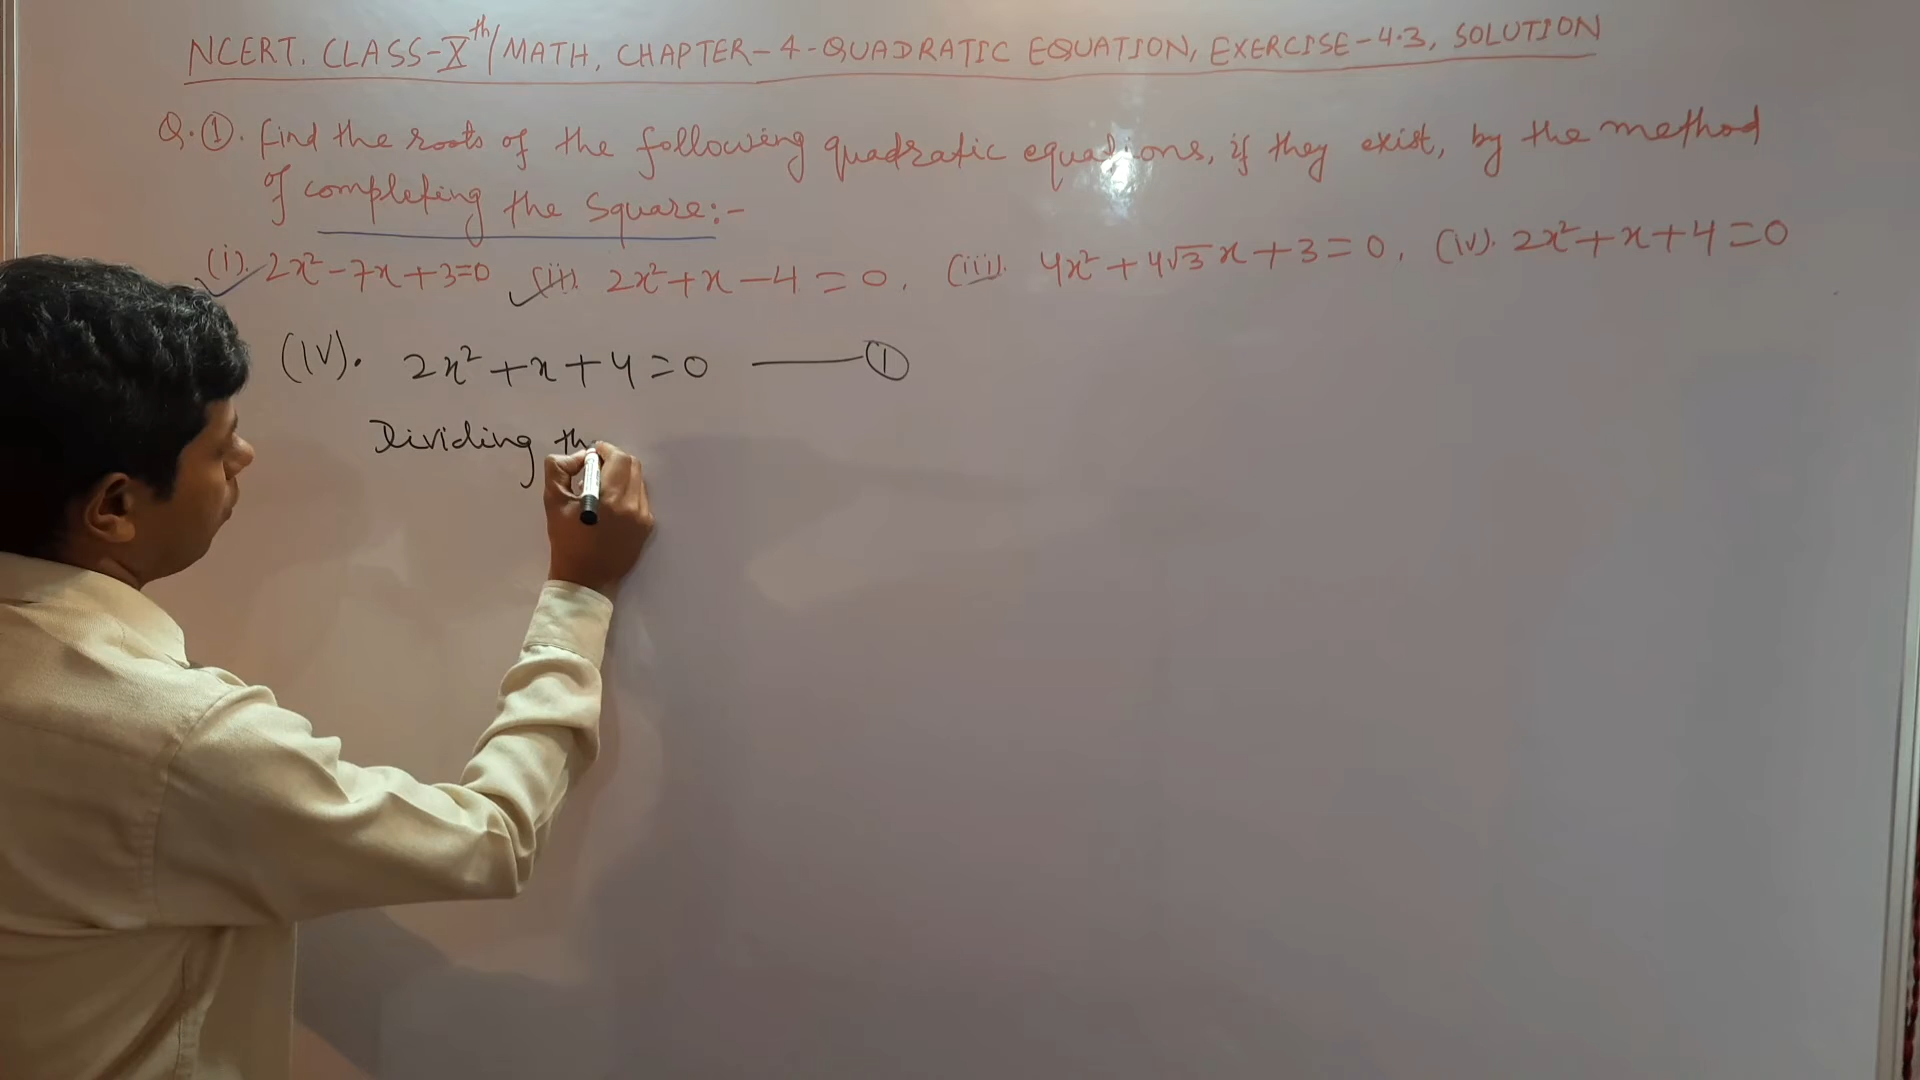 NCERT. CLASS-Xth/MATH, CHAPTER-4-QUADRATIC EQUATION, EXERCISE-4.3, SOLUTION
Q.①. Find the roots of the following quadratic equations, if they exist, by the method
of completing the square:-
(i). 2x²-7x+3=0 (ii). 2x²+x-4=0, (iii). 4x²+4√3x+3=0, (iv). 2x²+x+4=0
(iv). 2x²+x+4=0 ——①
Dividing th